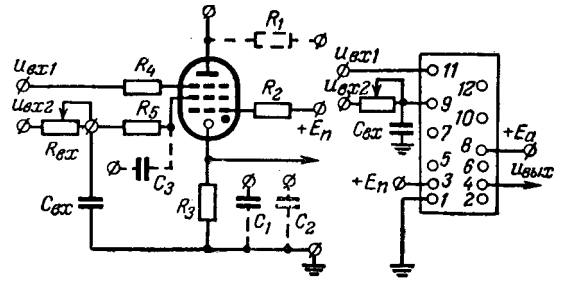 R₁
uвх1
R₄
uвх2
R₂
R₅
Rвх
+Eп
C₃
Cвх
R₃
C₁
C₂
uвх1
11
12
uвх2
9
10
Cвх
7
+Eа
8
5
6
uвых
+Eп
3
4
1
2